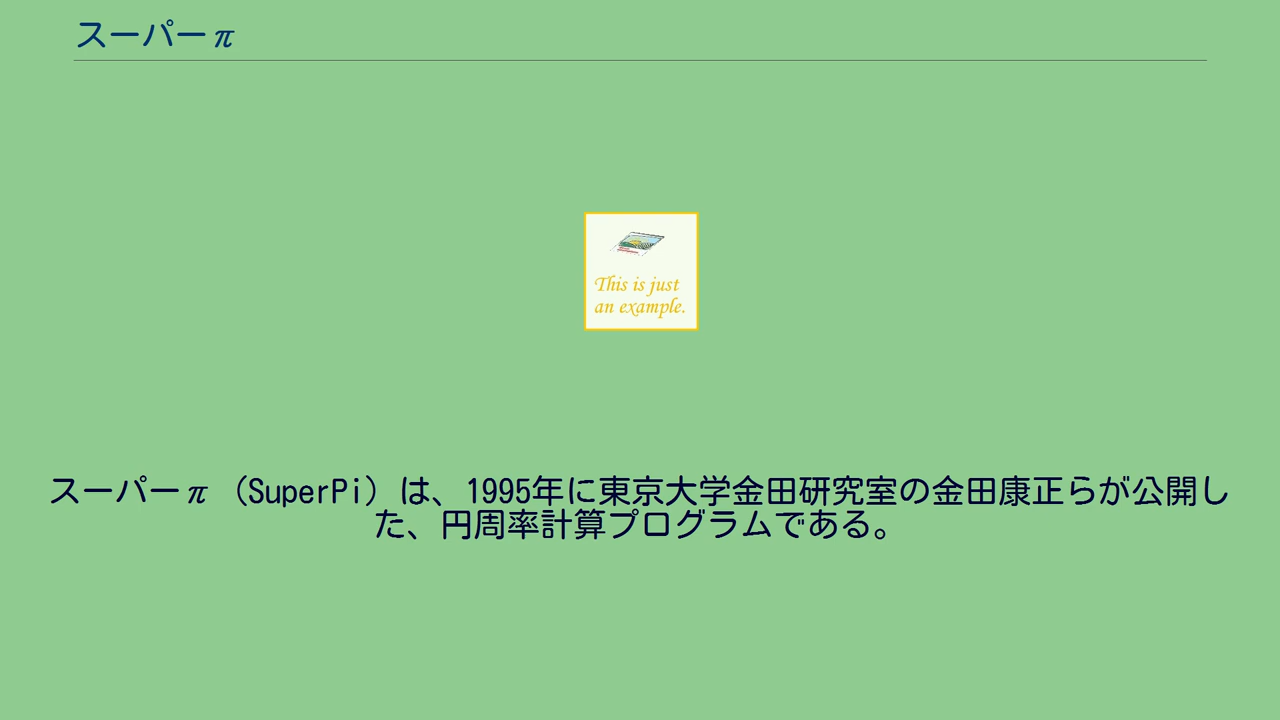 スーパーπ
This is just
an example.
スーパーπ（SuperPi）は、1995年に東京大学金田研究室の金田康正らが公開し
た、円周率計算プログラムである。